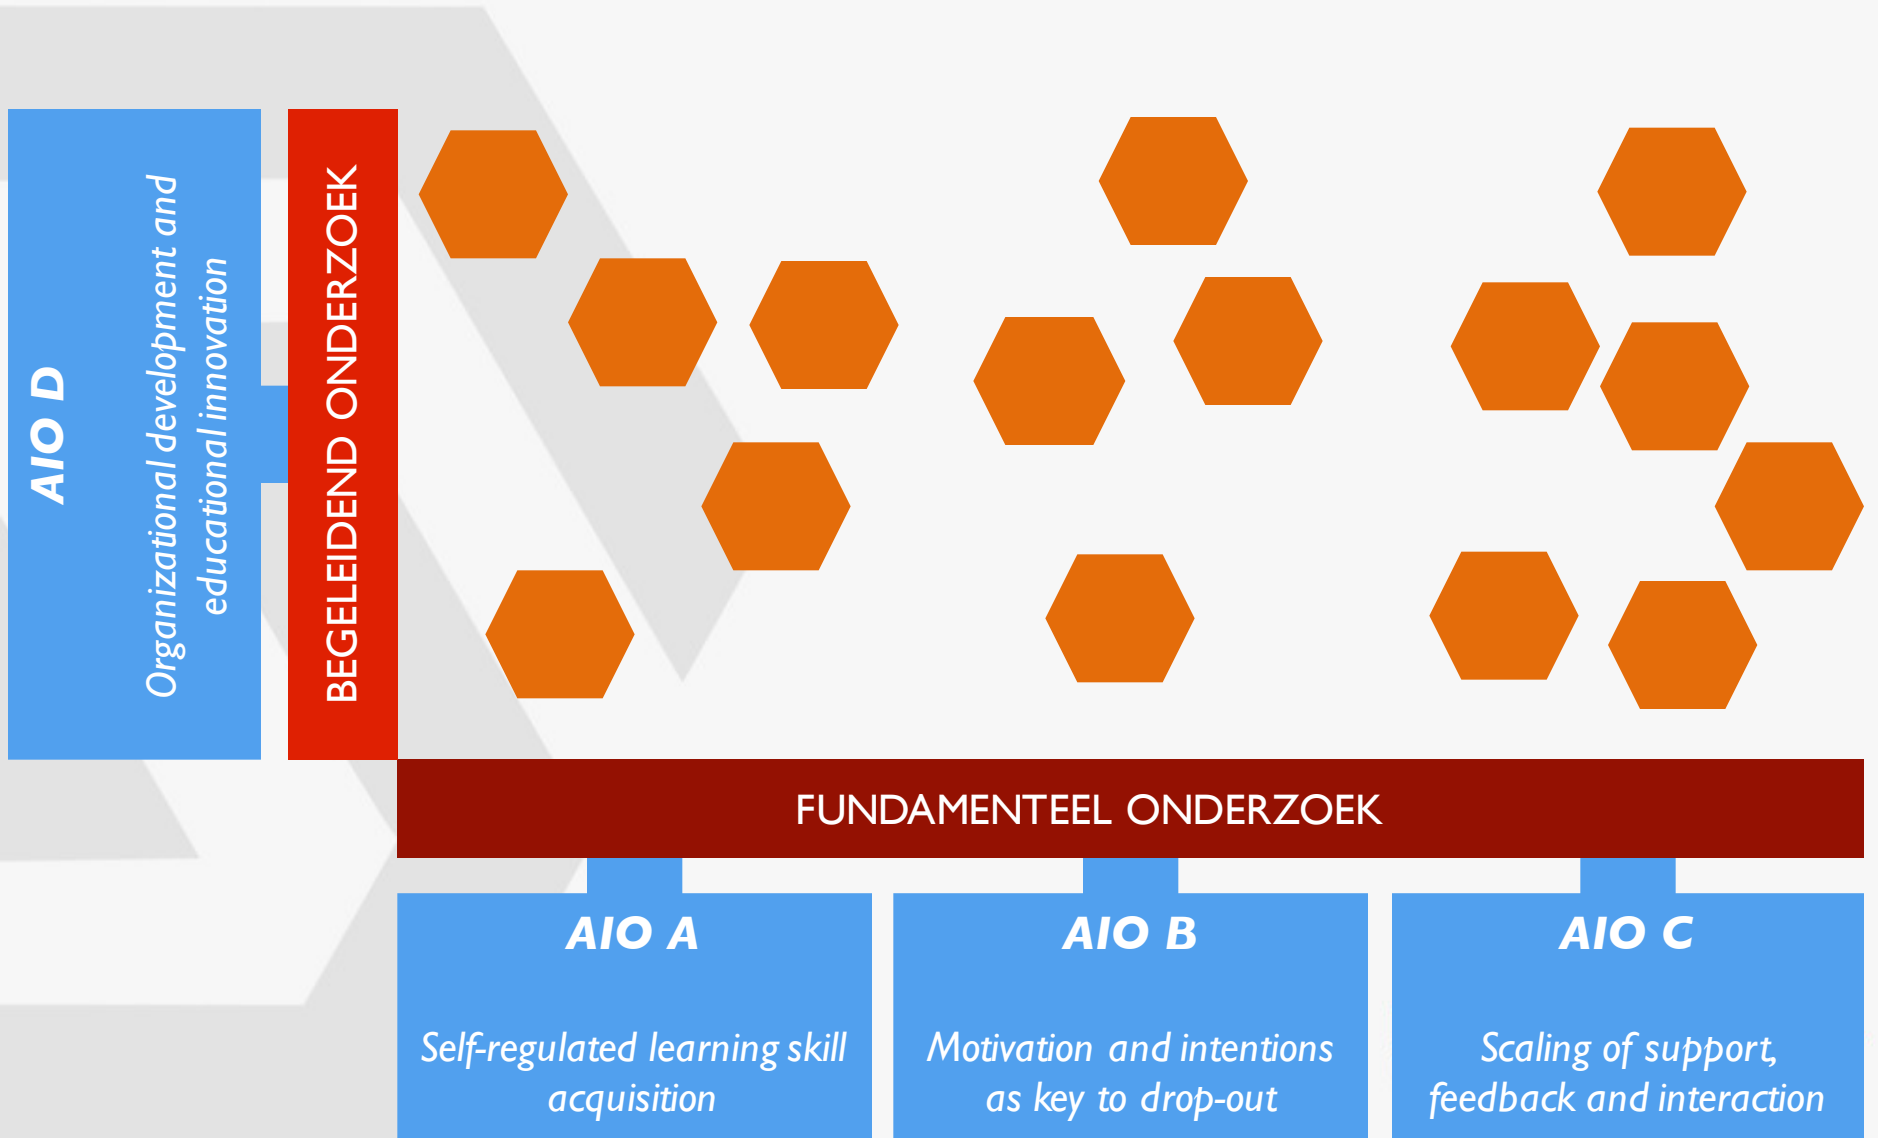 AIO D
Organizational development and
educational innovation
BEGELEIDEND ONDERZOEK
FUNDAMENTEEL ONDERZOEK
AIO A
Self-regulated learning skill
acquisition
AIO B
Motivation and intentions
as key to drop-out
AIO C
Scaling of support,
feedback and interaction